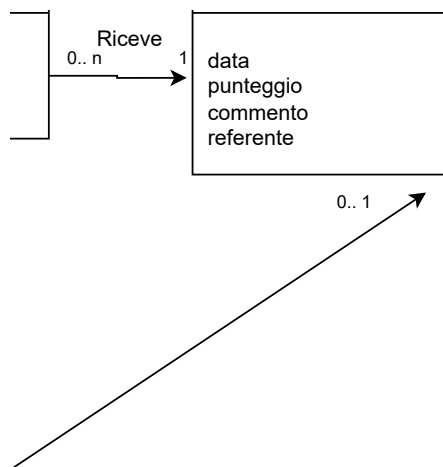 Riceve
0.. n
1
data
punteggio
commento
referente
0.. 1